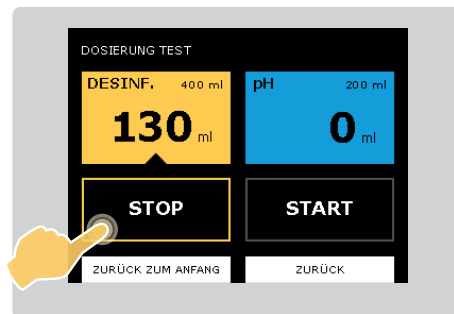 DOSIERUNG TEST
DESINF. 400 ml
130 ml
pH 200 ml
0 ml
STOP
START
ZURÜCK ZUM ANFANG
ZURÜCK